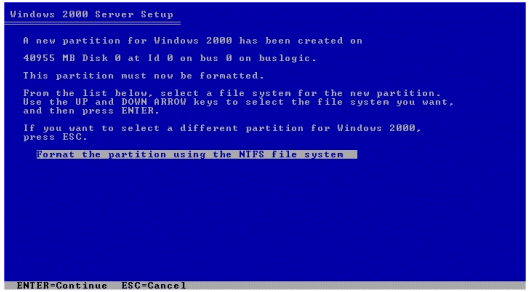 Windows 2000 Server Setup
A new partition for Windows 2000 has been created on
40955 MB Disk 0 at Id 0 on bus 0 on buslogic.
This partition must now be formatted.
From the list below, select a file system for the new partition.
Use the UP and DOWN ARROW keys to select the file system you want,
and then press ENTER.
If you want to select a different partition for Windows 2000,
press ESC.
Format the partition using the NTFS file system
ENTER=Continue ESC=Cancel